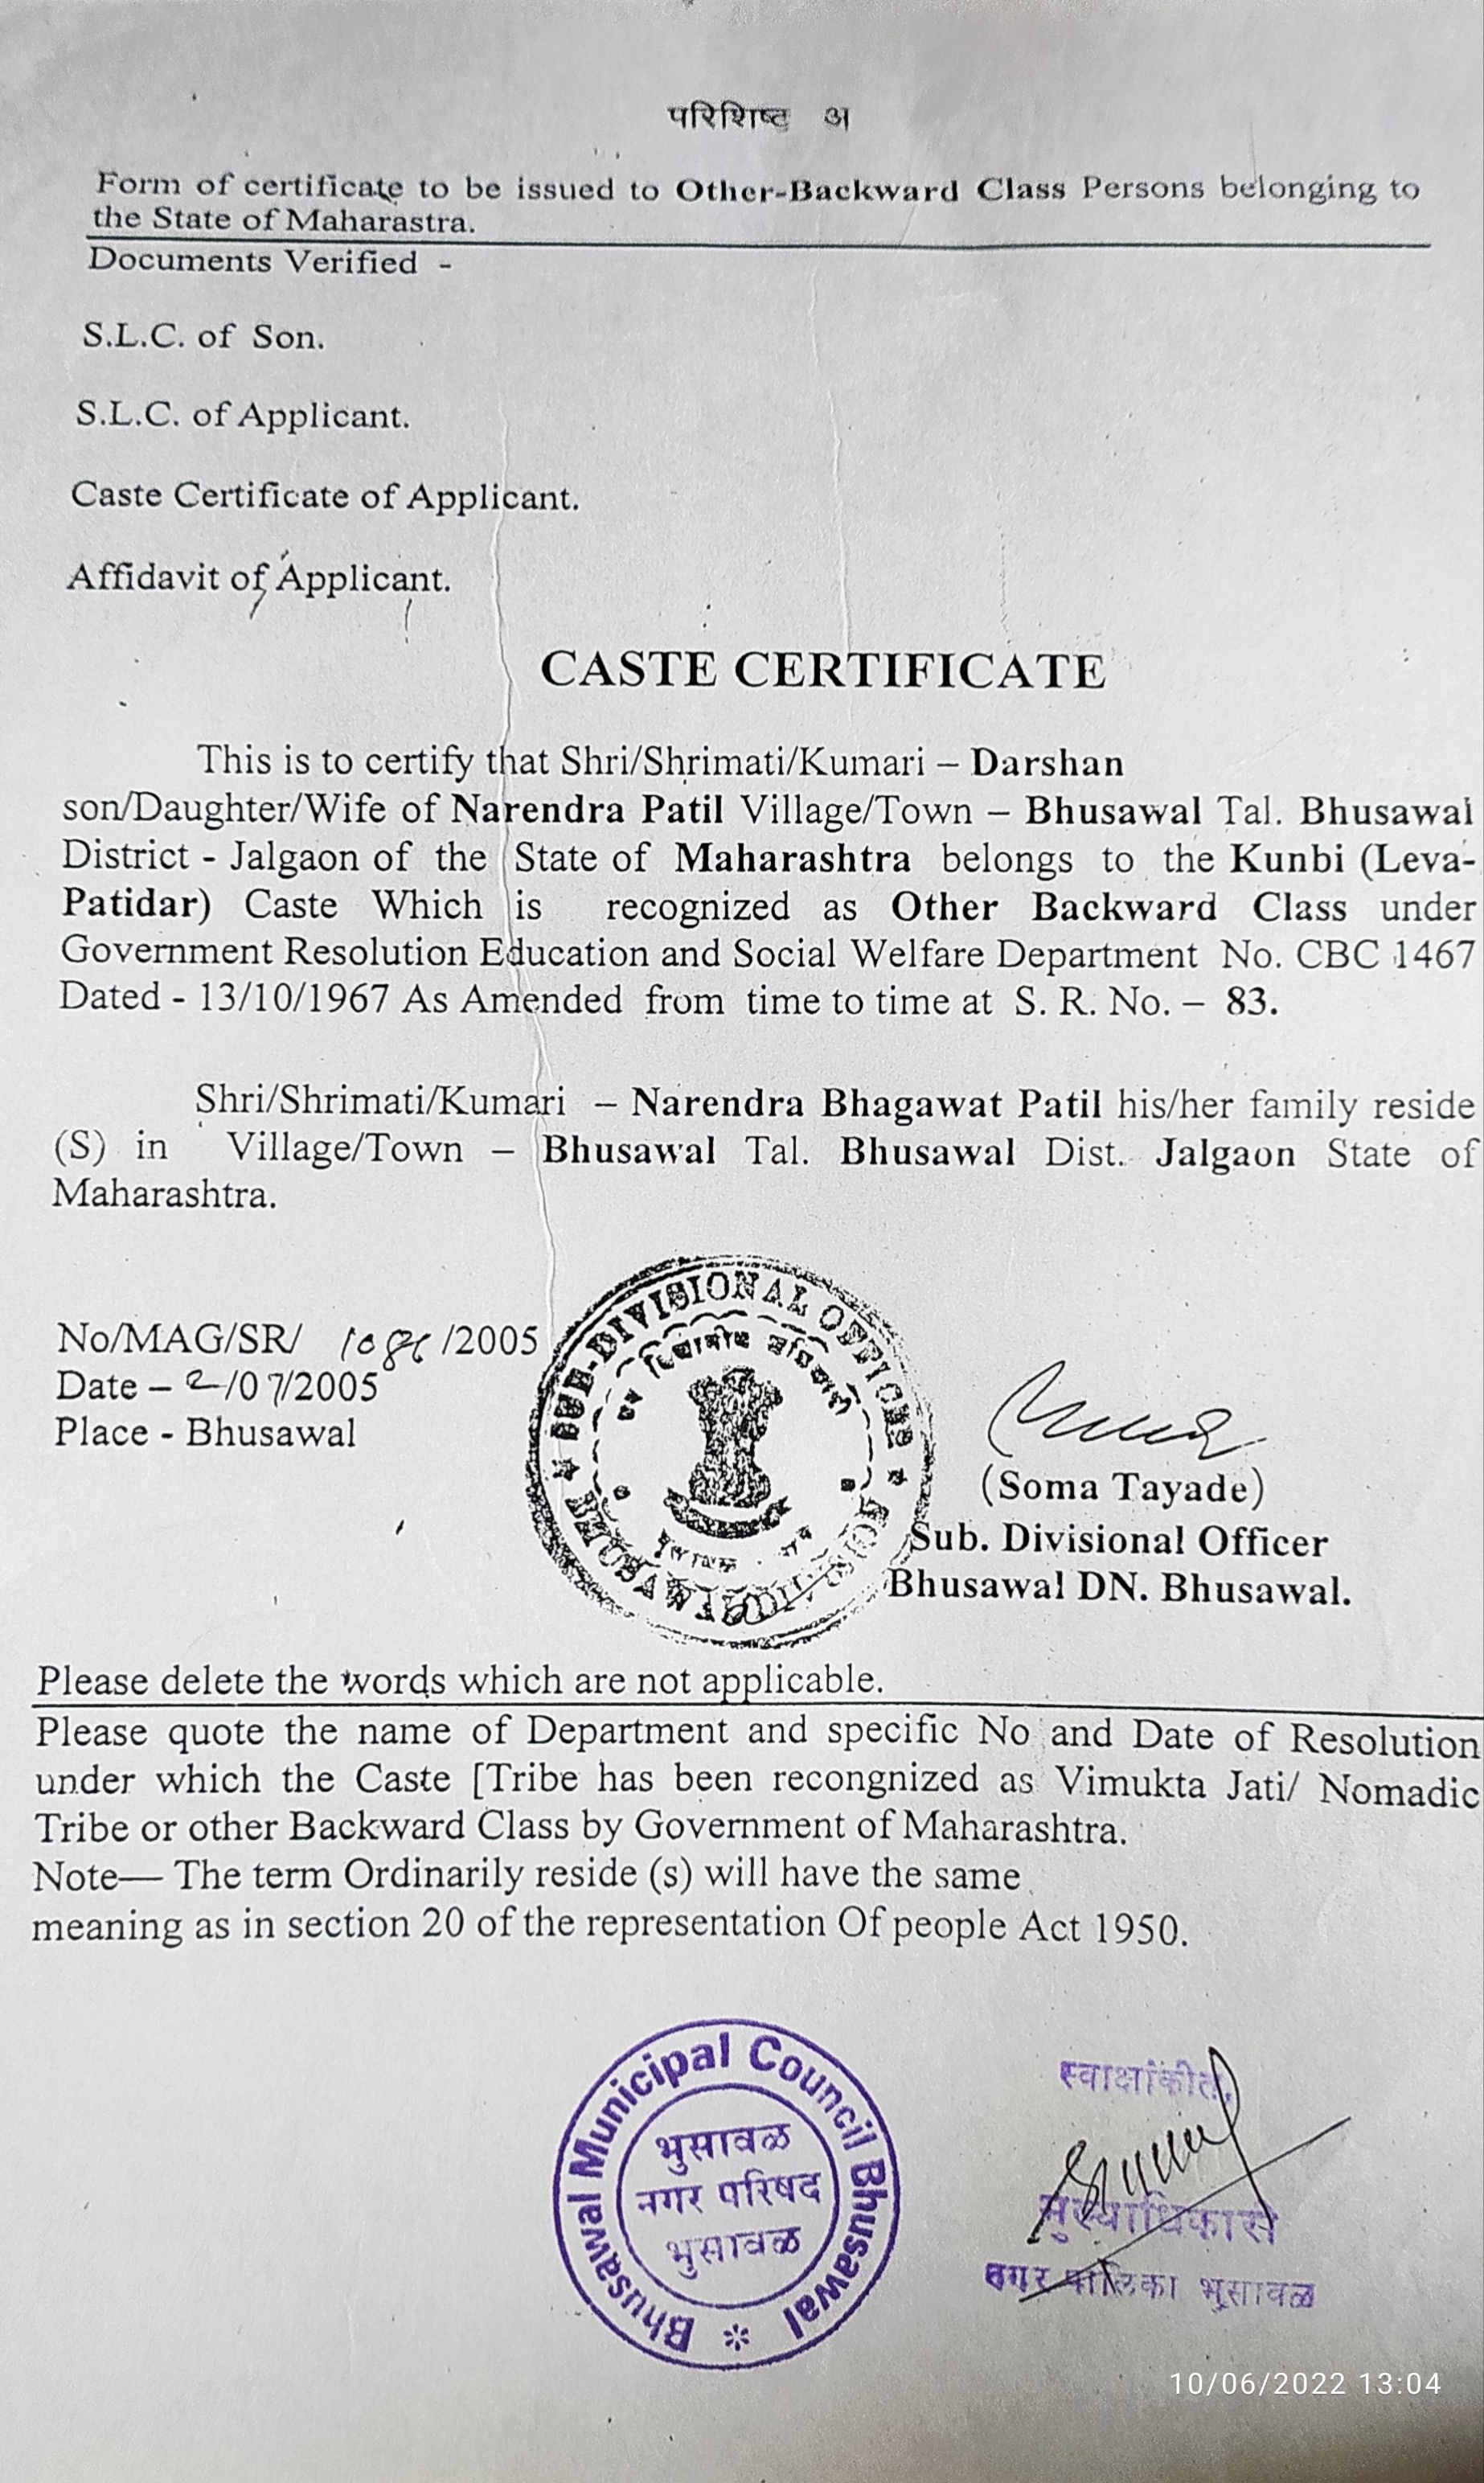 परिशिष्ट अ
Form of certificate to be issued to Other-Backward Class Persons belonging to
the State of Maharastra.
Documents Verified -
S.L.C. of Son.
S.L.C. of Applicant.
Caste Certificate of Applicant.
Affidavit of Applicant.
CASTE CERTIFICATE
This is to certify that Shri/Shrimati/Kumari – Darshan
son/Daughter/Wife of Narendra Patil Village/Town – Bhusawal Tal. Bhusawal
District - Jalgaon of the State of Maharashtra belongs to the Kunbi (Leva-
Patidar) Caste Which is recognized as Other Backward Class under
Government Resolution Education and Social Welfare Department No. CBC 1467
Dated - 13/10/1967 As Amended from time to time at S. R. No. – 83.
Shri/Shrimati/Kumari – Narendra Bhagawat Patil his/her family reside
(S) in Village/Town – Bhusawal Tal. Bhusawal Dist. Jalgaon State of
Maharashtra.
No/MAG/SR/ /2005
Date – 2/07/2005
Place - Bhusawal
SUB-DIVISIONAL OFFICER
(Soma Tayade)
Sub. Divisional Officer
Bhusawal DN. Bhusawal.
Please delete the words which are not applicable.
Please quote the name of Department and specific No and Date of Resolution
under which the Caste [Tribe has been recongnized as Vimukta Jati/ Nomadic
Tribe or other Backward Class by Government of Maharashtra.
Note— The term Ordinarily reside (s) will have the same
meaning as in section 20 of the representation Of people Act 1950.
Bhusawal Municipal Council Bhusawal
भुसावळ
नगर परिषद
भुसावळ
स्वाक्षांकीत
मुख्याधिकारी
नगर पालिका भुसावळ
10/06/2022 13:04